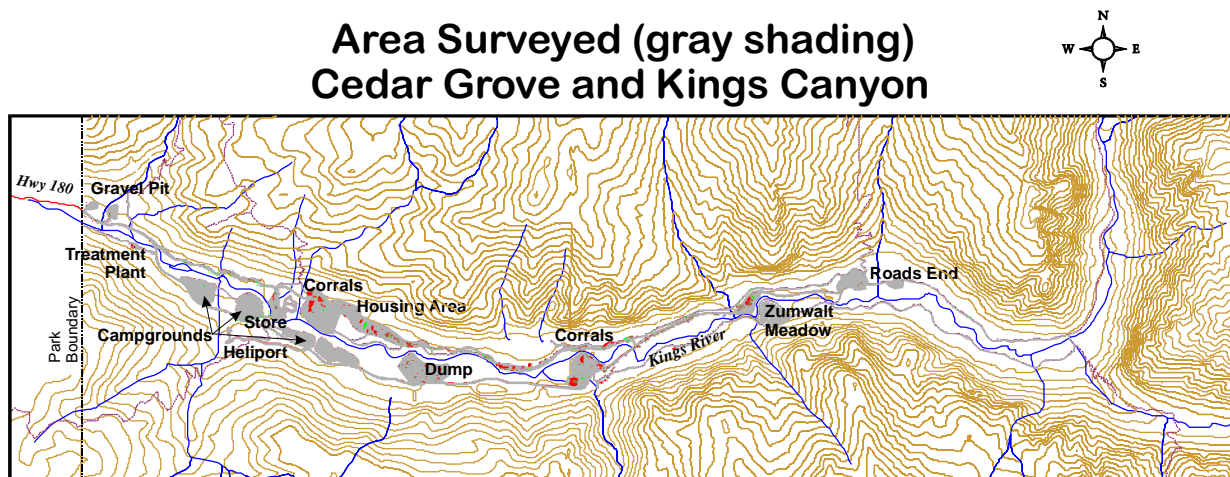 Area Surveyed (gray shading)
Cedar Grove and Kings Canyon
N
W
E
S
Hwy 180
Gravel Pit
Treatment
Plant
Corrals
Housing Area
Roads End
Campgrounds
Store
Zumwalt
Meadow
Park
Boundary
Heliport
Corrals
Kings River
Dump